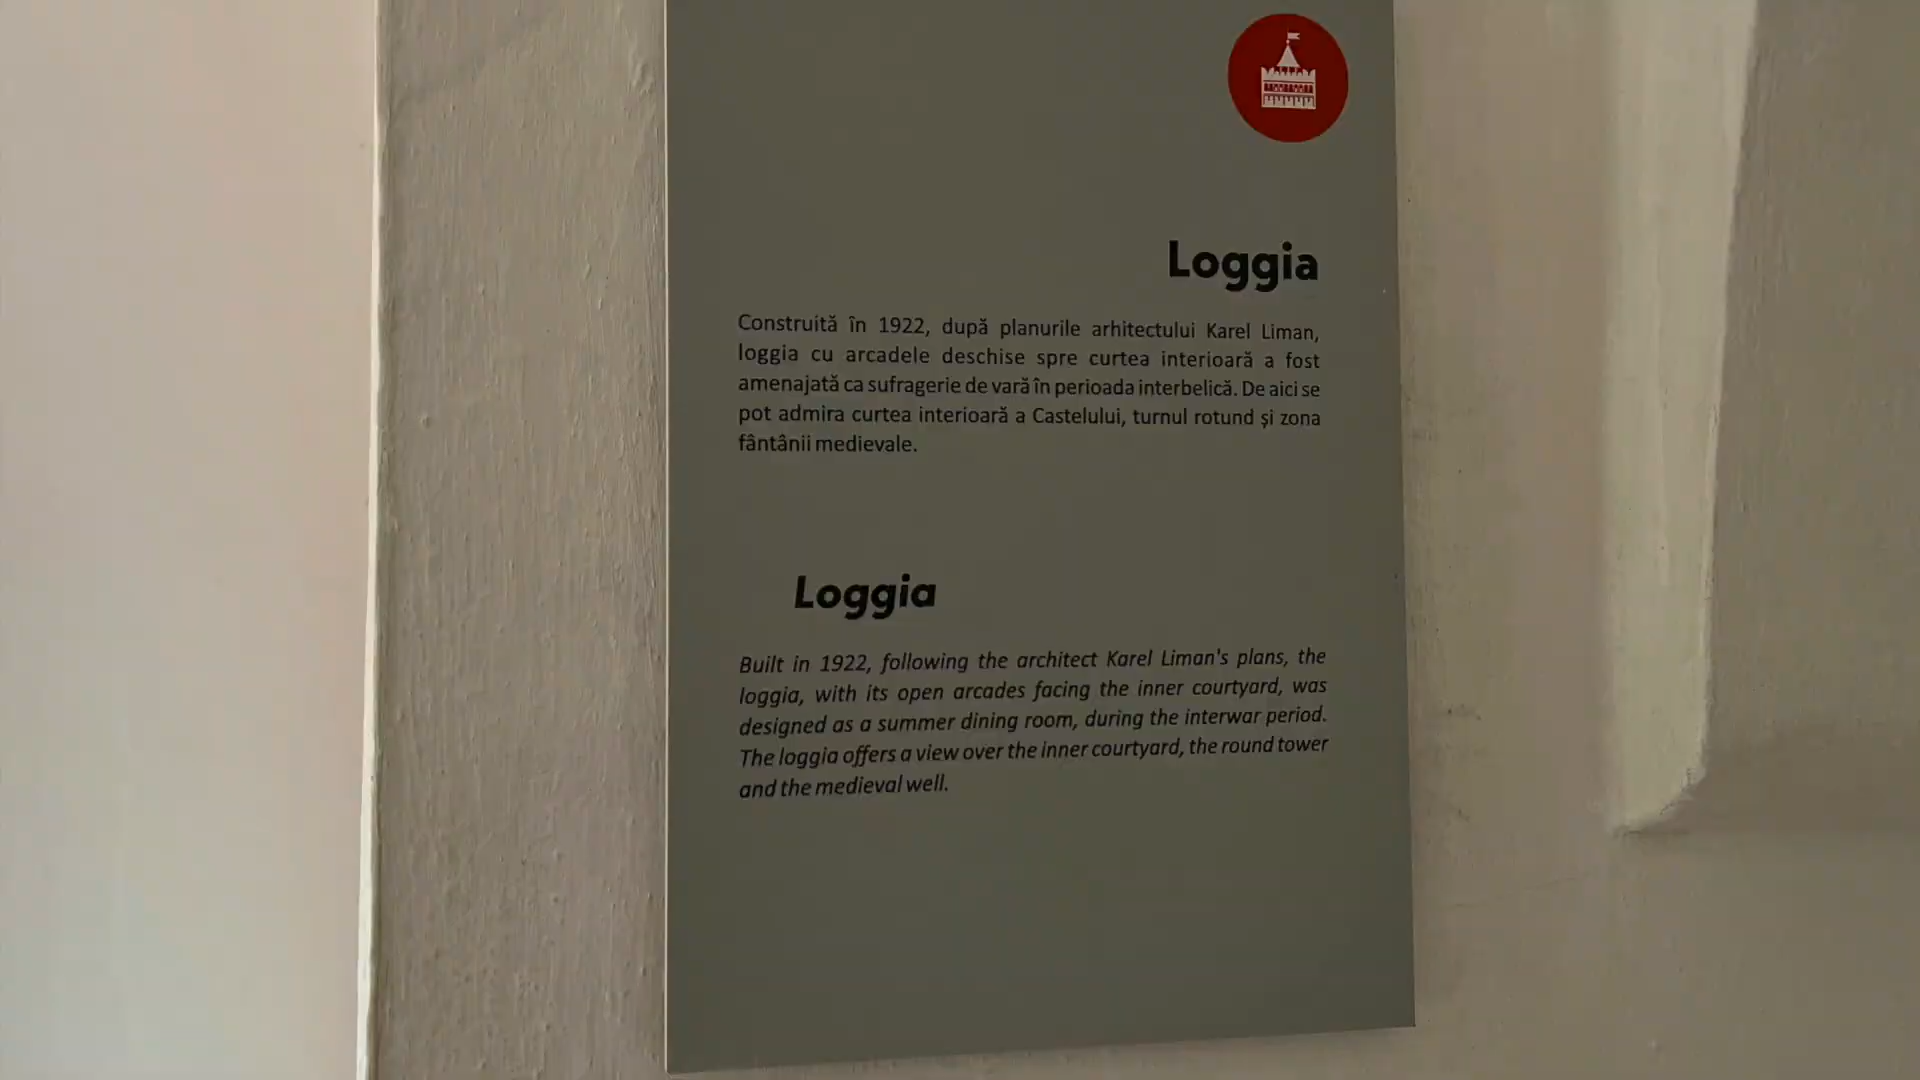 Loggia
Construită în 1922, după planurile arhitectului Karel Liman,
loggia cu arcadele deschise spre curtea interioară a fost
amenajată ca sufragerie de vară în perioada interbelică. De aici se
pot admira curtea interioară a Castelului, turnul rotund și zona
fântânii medievale.
Loggia
Built in 1922, following the architect Karel Liman's plans, the
loggia, with its open arcades facing the inner courtyard, was
designed as a summer dining room, during the interwar period.
The loggia offers a view over the inner courtyard, the round tower
and the medieval well.